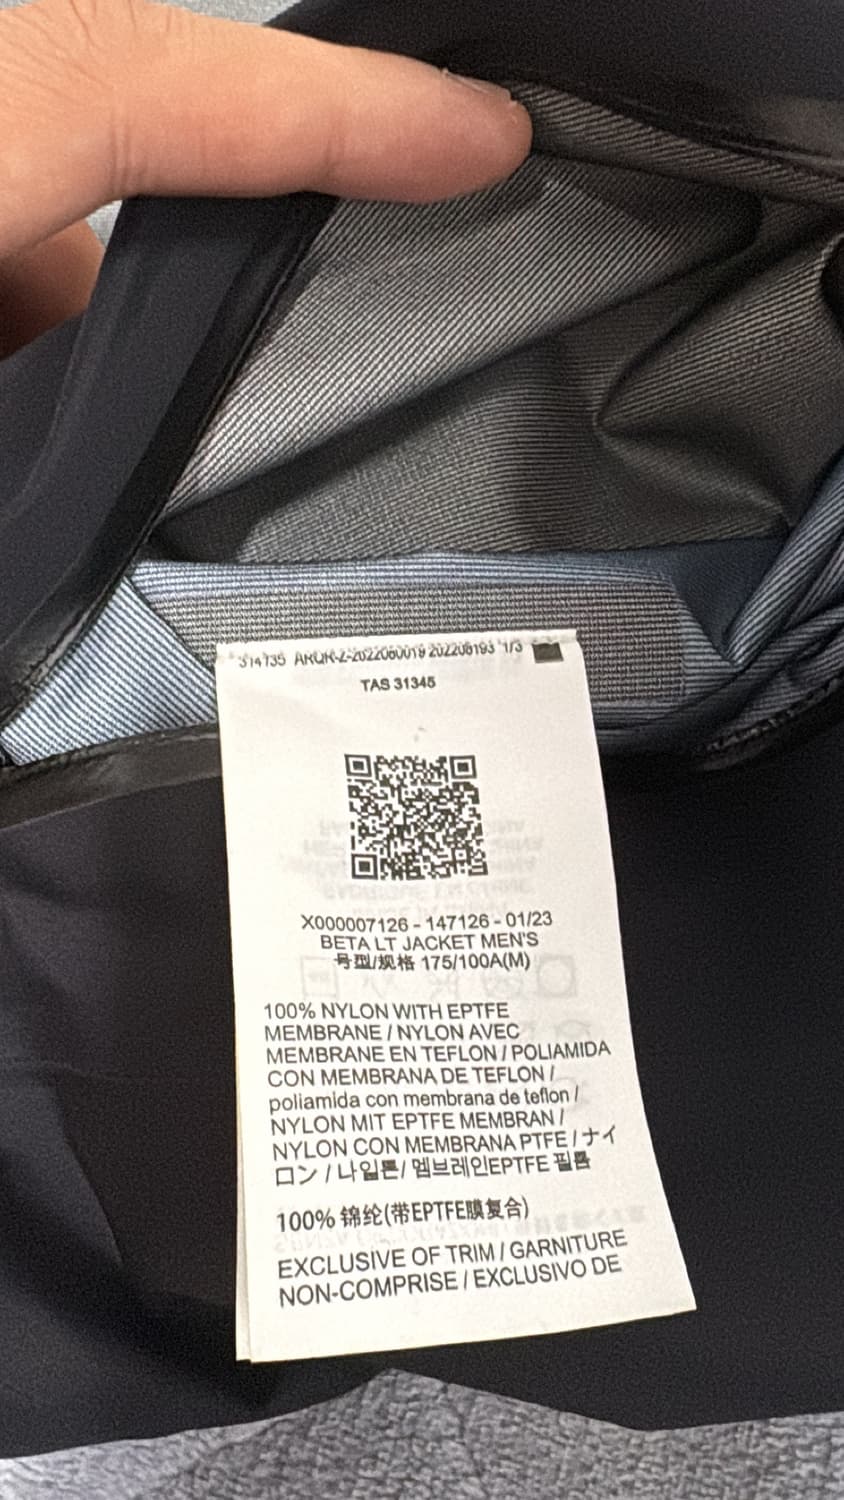 314735 ARQR-Z-2022080019 202208193 1/3
TAS 31345
X000007126 - 147126 - 01/23
BETA LT JACKET MEN'S
号型/规格 175/100A(M)
100% NYLON WITH EPTFE
MEMBRANE / NYLON AVEC
MEMBRANE EN TEFLON / POLIAMIDA
CON MEMBRANA DE TEFLON /
poliamida con membrana de teflon /
NYLON MIT EPTFE MEMBRAN /
NYLON CON MEMBRANA PTFE / ナイ
ロン / 나일론/ 멤브레인EPTFE 필름
100% 锦纶(带EPTFE膜复合)
EXCLUSIVE OF TRIM / GARNITURE
NON-COMPRISE / EXCLUSIVO DE